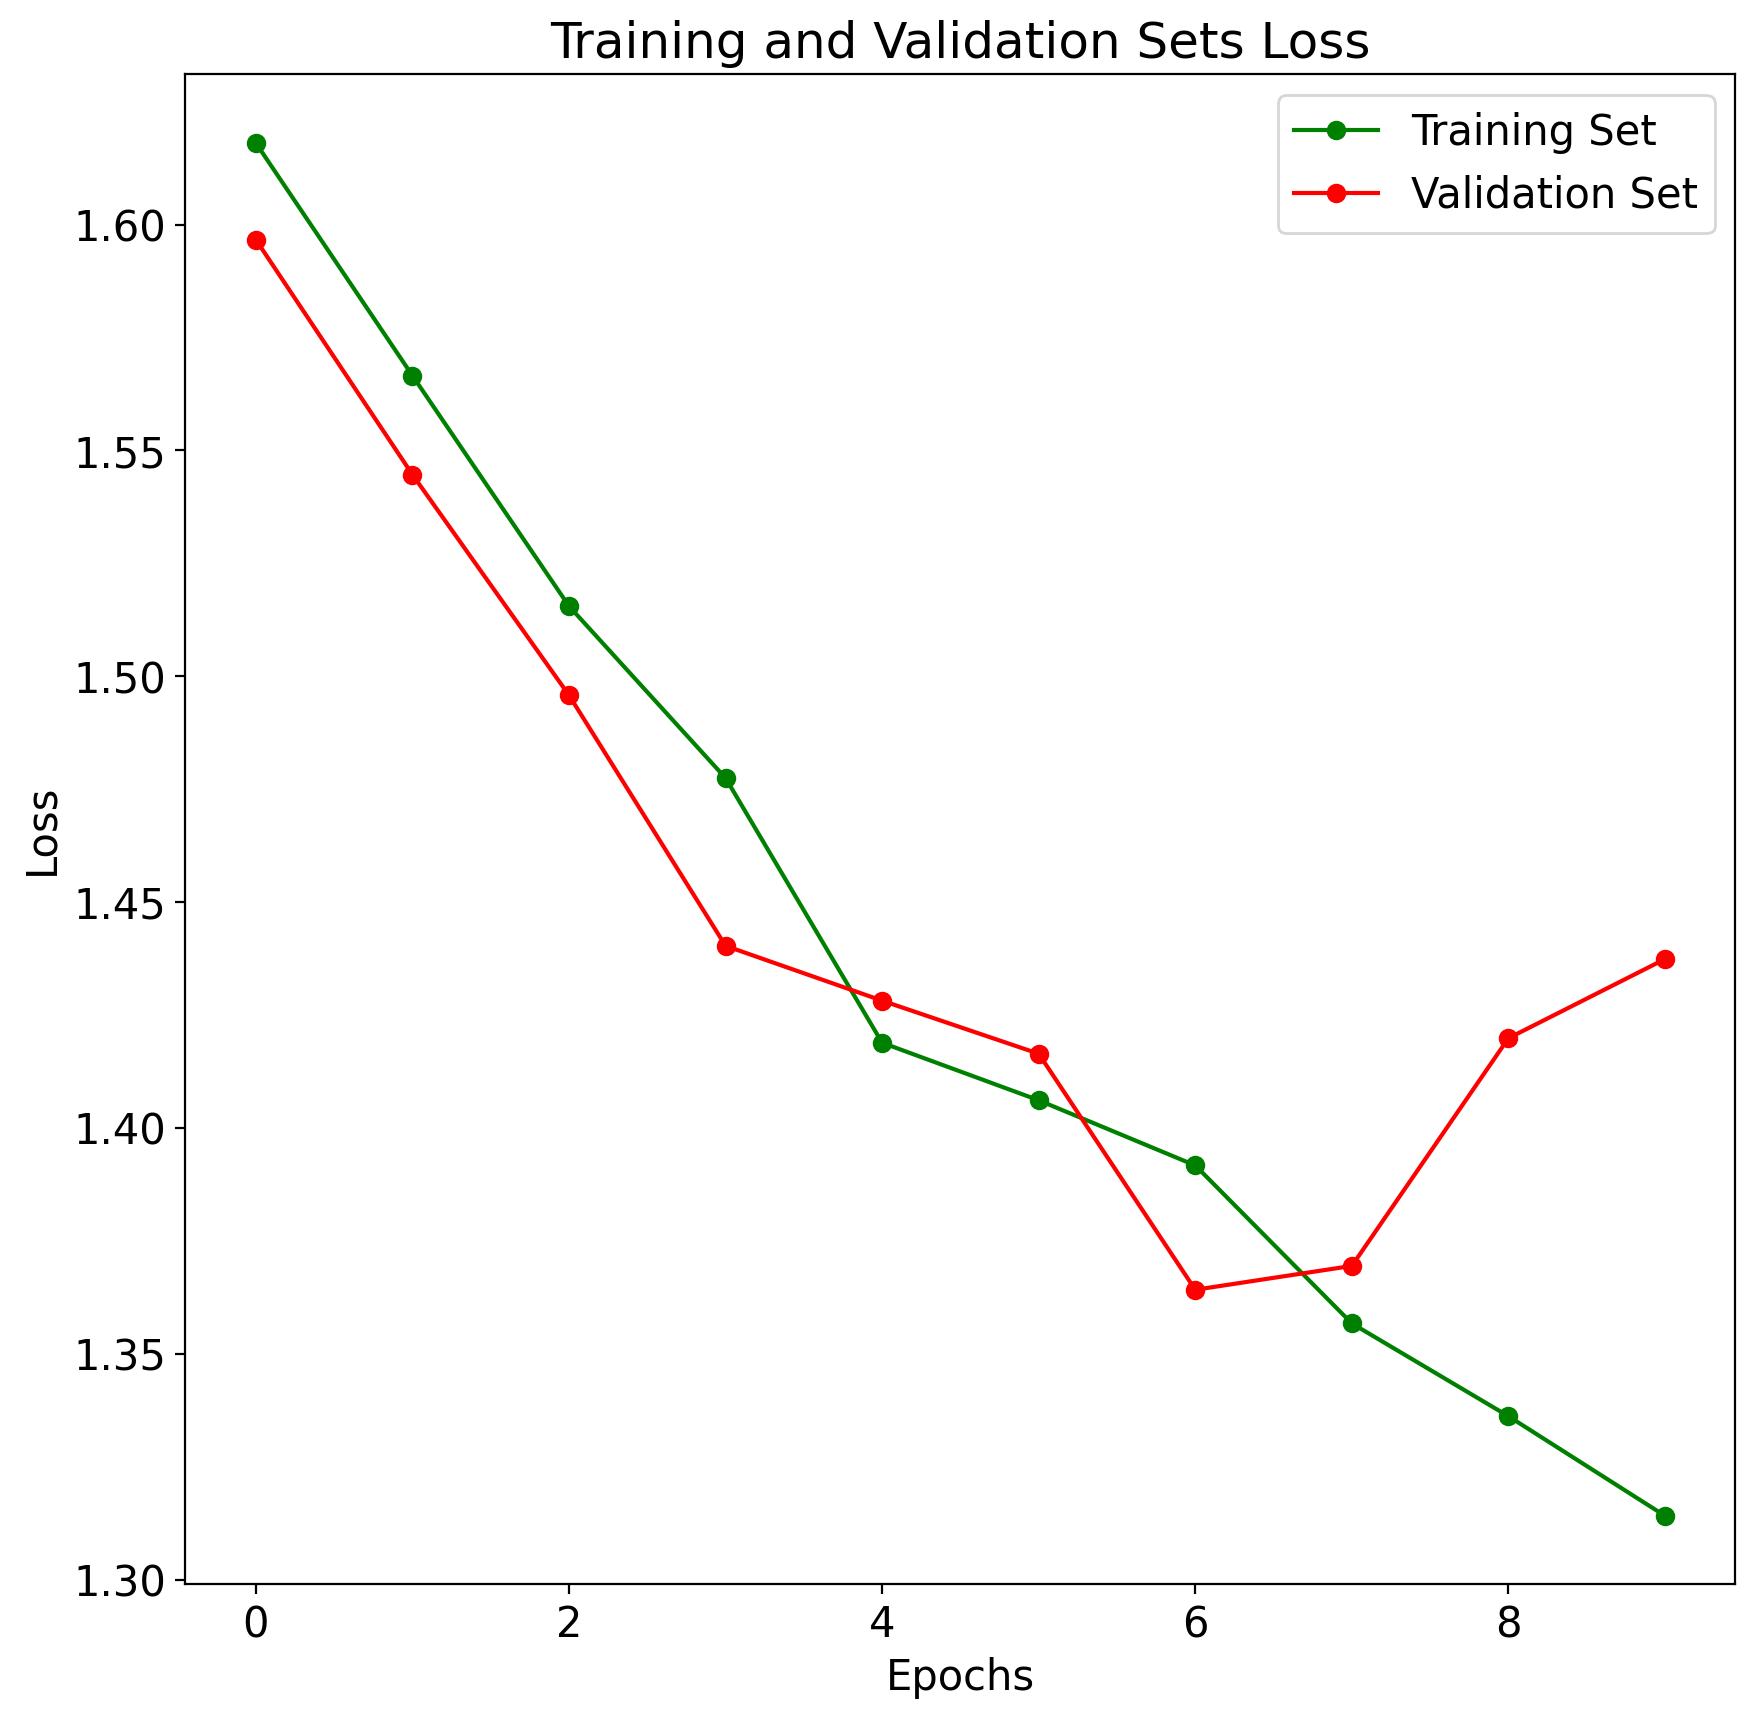 Training and Validation Sets Loss
Training Set
Validation Set
1.60
1.55
1.50
1.45
1.40
1.35
1.30
Loss
0 2 4 6 8
Epochs